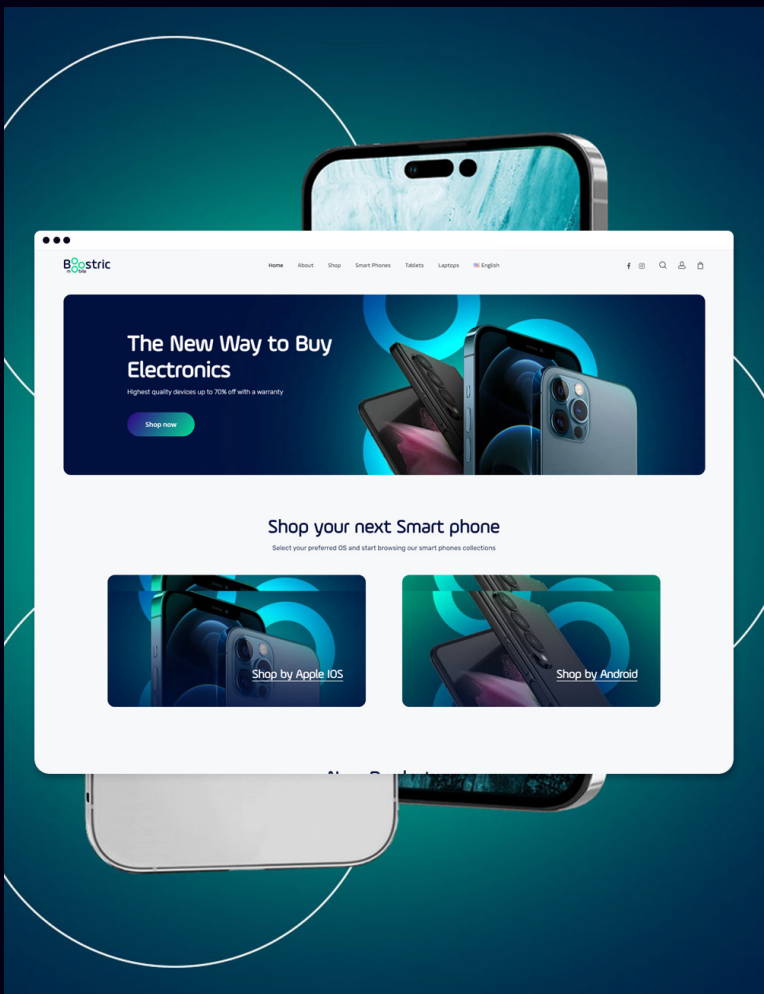 Boostric
mobile
Home About Shop Smart Phones Tablets Laptops English
The New Way to Buy
Electronics
Highest quality devices up to 70% off with a warranty
Shop now
Shop your next Smart phone
Select your preferred OS and start browsing our smart phones collections
Shop by Apple IOS
Shop by Android